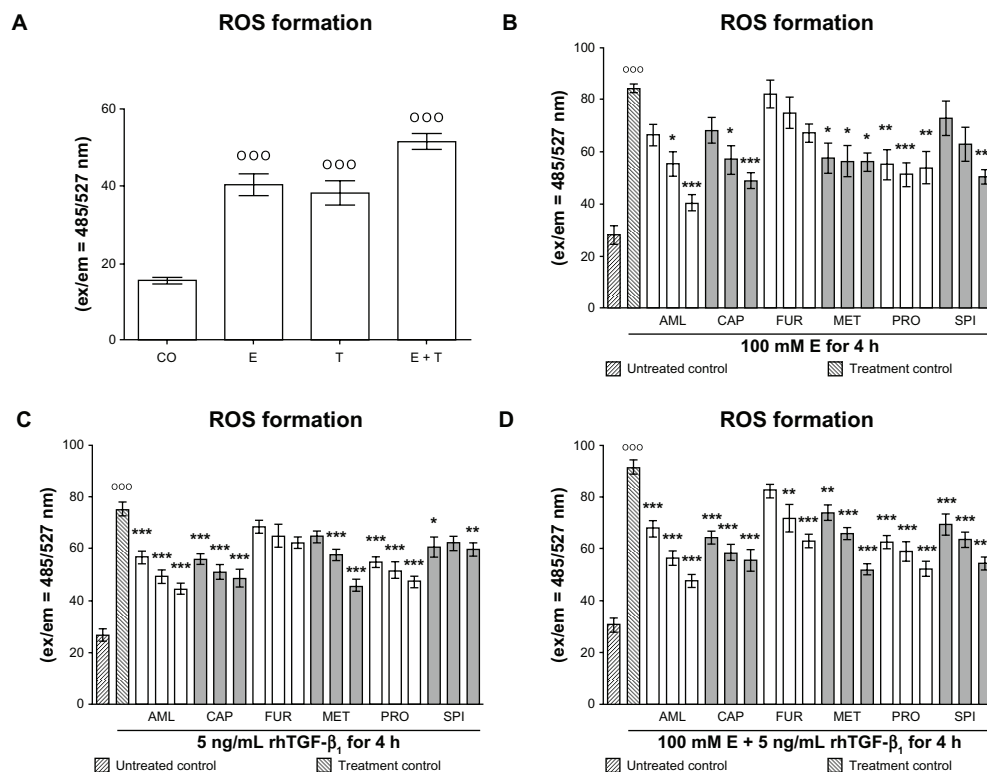 A
ROS formation
(ex/em = 485/527 nm)
60
40
20
0
OOO
OOO
OOO
CO E T E + T
B
ROS formation
(ex/em = 485/527 nm)
100
80
60
40
20
0
OOO
* ***
* ***
* * *
** *** **
**
AML CAP FUR MET PRO SPI
100 mM E for 4 h
Untreated control Treatment control
C
ROS formation
(ex/em = 485/527 nm)
100
80
60
40
20
0
OOO
*** *** ***
*** *** ***
*** ***
*** *** ***
* **
AML CAP FUR MET PRO SPI
5 ng/mL rhTGF-β₁ for 4 h
Untreated control Treatment control
D
ROS formation
(ex/em = 485/527 nm)
100
80
60
40
20
0
OOO
*** *** ***
*** *** ***
** ***
** *** ***
*** *** ***
*** *** ***
AML CAP FUR MET PRO SPI
100 mM E + 5 ng/mL rhTGF-β₁ for 4 h
Untreated control Treatment control